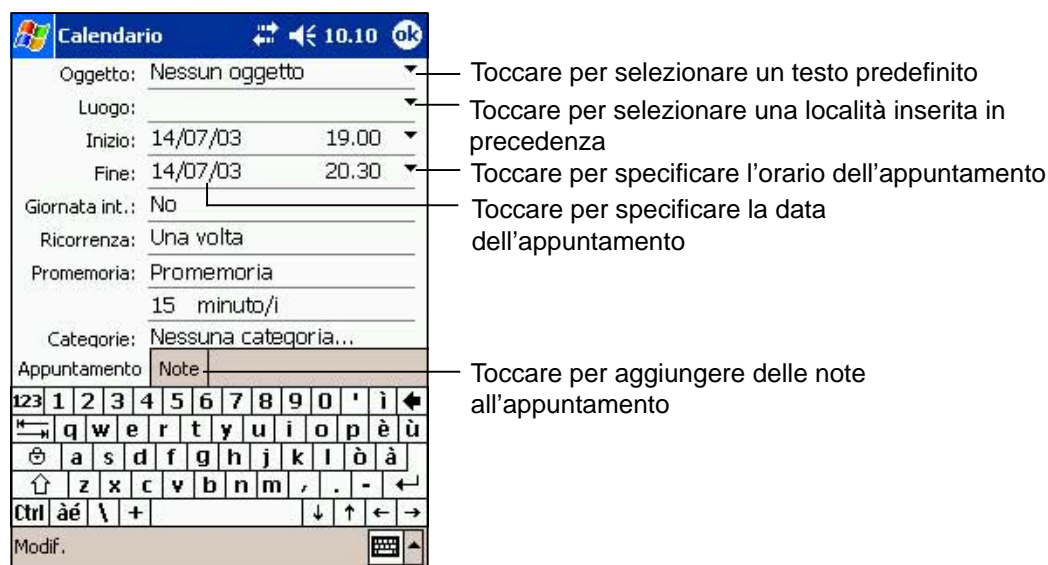 Calendario 10.10 ok
Oggetto: Nessun oggetto
Luogo:
Inizio: 14/07/03 19.00
Fine: 14/07/03 20.30
Giornata int.: No
Ricorrenza: Una volta
Promemoria: Promemoria
15 minuto/i
Categorie: Nessuna categoria...
Appuntamento Note
123 1 2 3 4 5 6 7 8 9 0 ' ì
q w e r t y u i o p è ù
a s d f g h j k l ò à
z x c v b n m , . -
Ctrl àé \ +
Modif.
Toccare per selezionare un testo predefinito
Toccare per selezionare una località inserita in
precedenza
Toccare per specificare l'orario dell'appuntamento
Toccare per specificare la data
dell'appuntamento
Toccare per aggiungere delle note
all'appuntamento